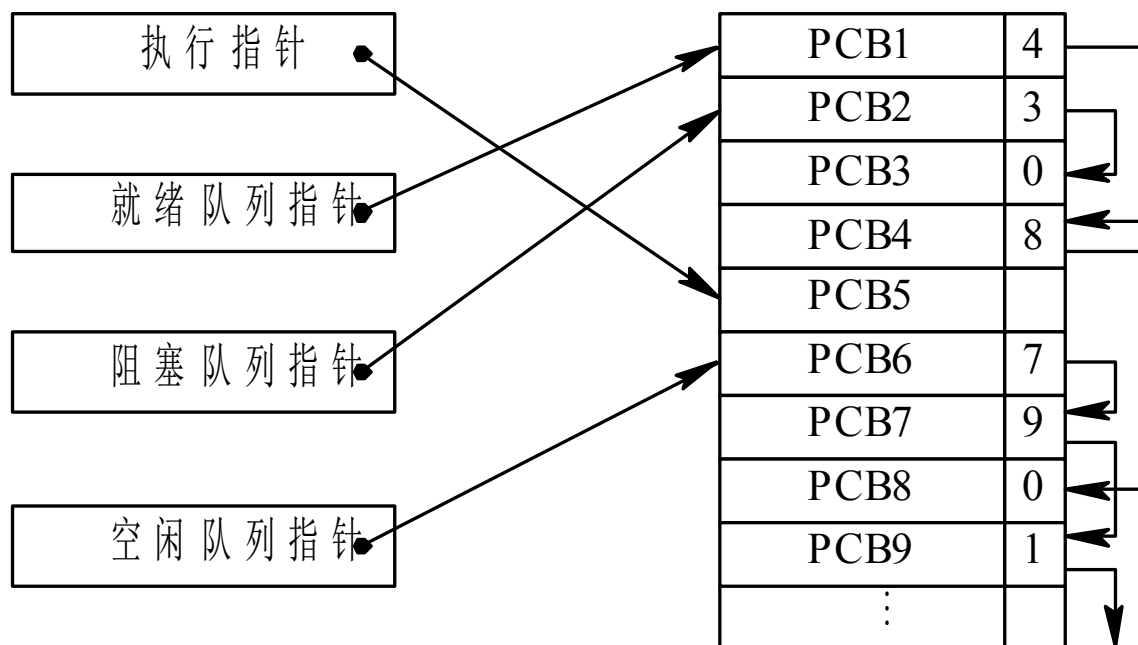 执行指针
就绪队列指针
阻塞队列指针
空闲队列指针
PCB1 4
PCB2 3
PCB3 0
PCB4 8
PCB5
PCB6 7
PCB7 9
PCB8 0
PCB9 1
⋮